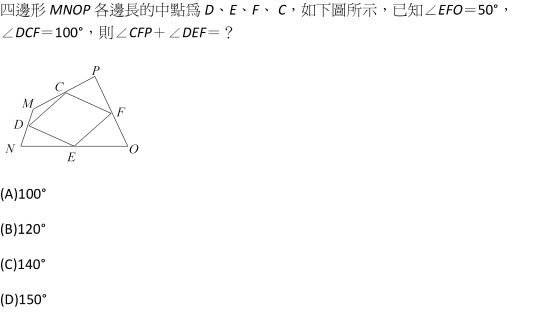 四邊形 MNOP 各邊長的中點為 D、E、F、C,如下圖所示,已知∠EFO=50°,
∠DCF=100°,則∠CFP+∠DEF=?
P
C
M
F
D
N
E
O
(A)100°
(B)120°
(C)140°
(D)150°